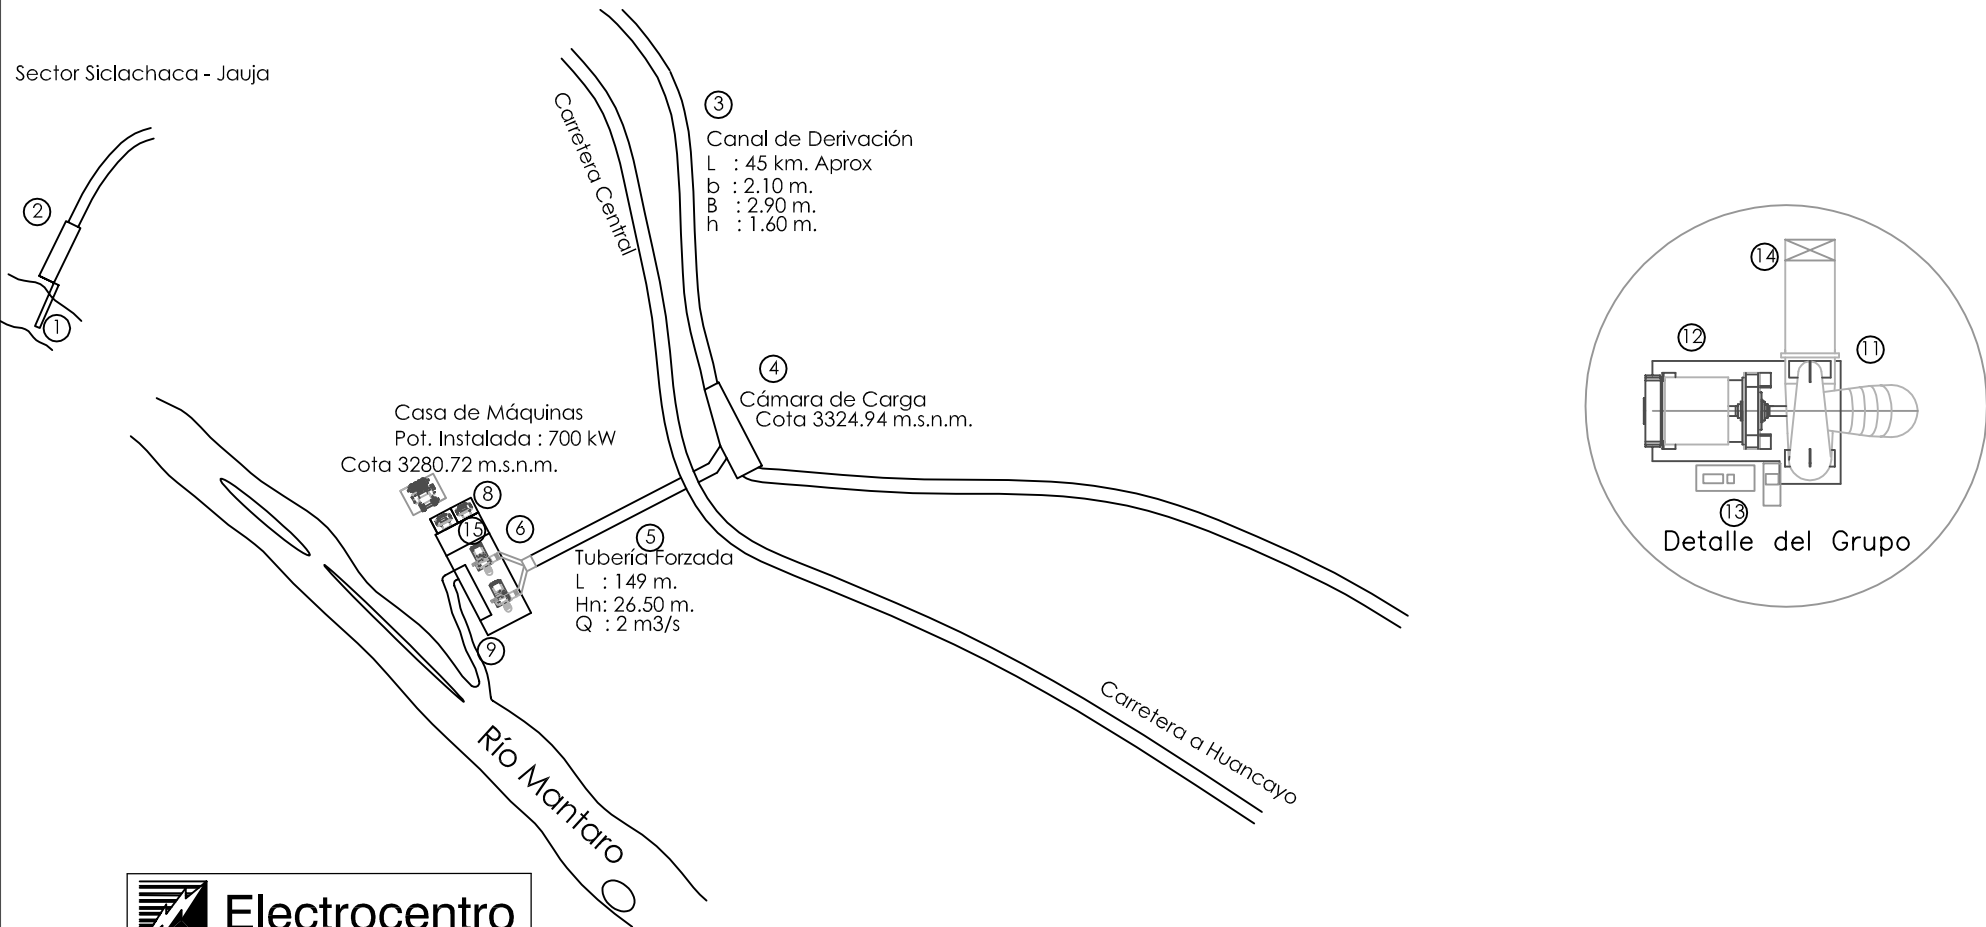 Sector Siclachaca - Jauja
Carretera Central
3
Canal de Derivación
L : 45 km. Aprox
b : 2.10 m.
B : 2.90 m.
h : 1.60 m.
2
1
14
12
11
13
Detalle del Grupo
4
Cámara de Carga
Cota 3324.94 m.s.n.m.
Casa de Máquinas
Pot. Instalada : 700 kW
Cota 3280.72 m.s.n.m.
8
15
6
5
Tubería Forzada
L : 149 m.
Hn: 26.50 m.
Q : 2 m3/s
9
Carretera a Huancayo
Río Mantaro
Electrocentro